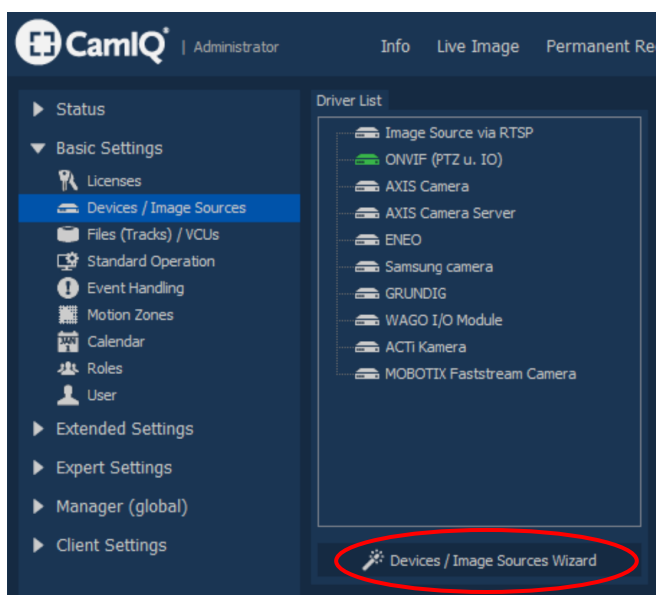 CamIQ® | Administrator
Info Live Image Permanent Re
Status
Basic Settings
Licenses
Devices / Image Sources
Files (Tracks) / VCUs
Standard Operation
Event Handling
Motion Zones
Calendar
Roles
User
Extended Settings
Expert Settings
Manager (global)
Client Settings
Driver List
Image Source via RTSP
ONVIF (PTZ u. IO)
AXIS Camera
AXIS Camera Server
ENEO
Samsung camera
GRUNDIG
WAGO I/O Module
ACTi Kamera
MOBOTIX Faststream Camera
Devices / Image Sources Wizard